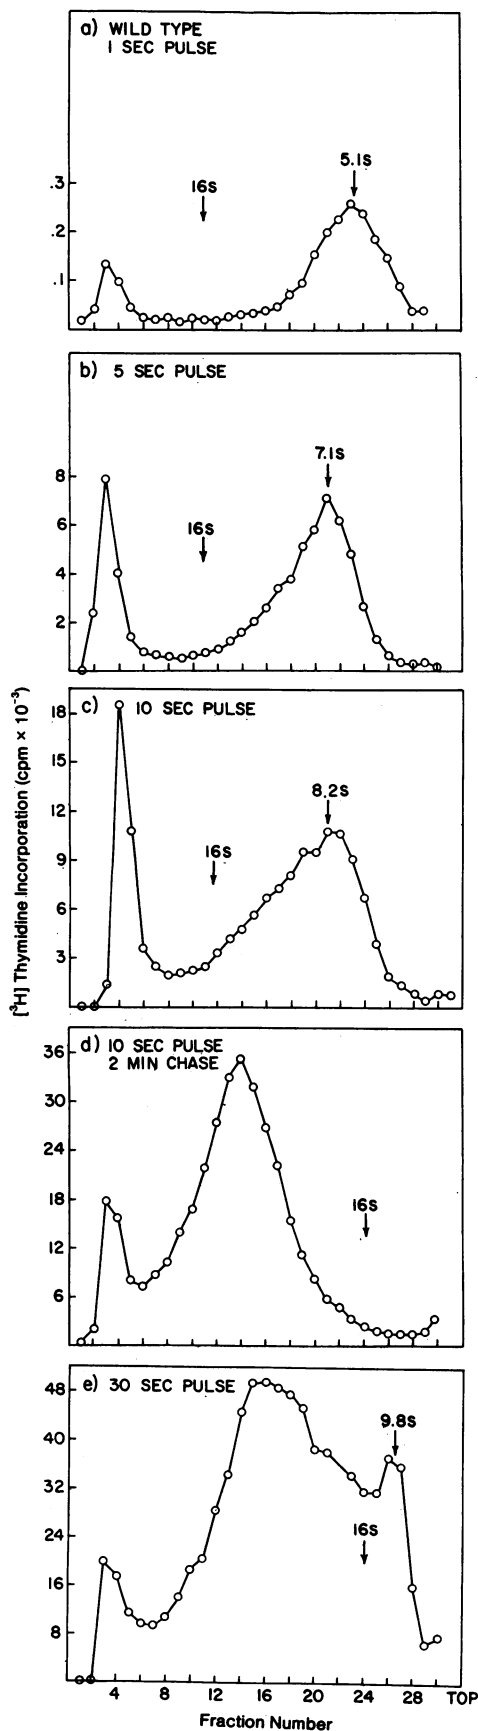 a) WILD TYPE
1 SEC PULSE
5.1s
16s
.3
.2
.1
b) 5 SEC PULSE
7.1s
16s
8
6
4
2
c) 10 SEC PULSE
8.2s
16s
18
15
12
9
6
3
[³H] Thymidine Incorporation (cpm × 10⁻³)
d) 10 SEC PULSE
2 MIN CHASE
16s
36
30
24
18
12
6
e) 30 SEC PULSE
9.8s
16s
48
40
32
24
16
8
4 8 12 16 20 24 28 TOP
Fraction Number